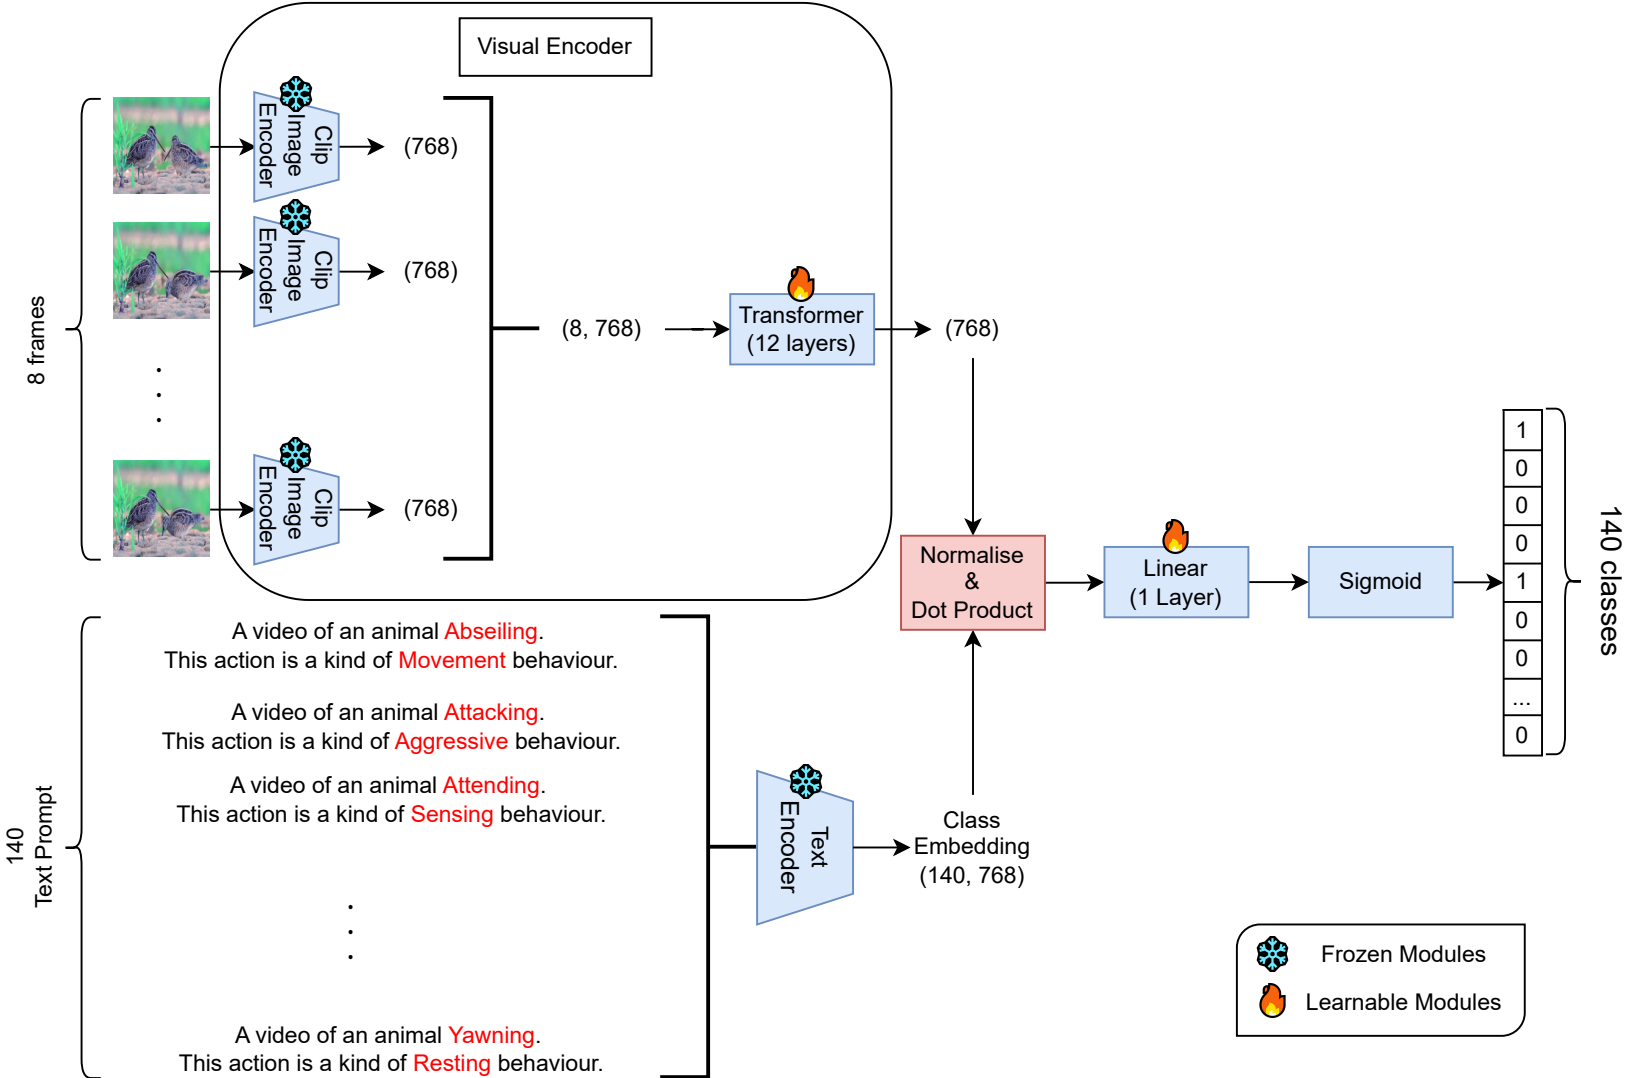 Visual Encoder
8 frames
Clip
Image
Encoder
(768)
Clip
Image
Encoder
(768)
.
.
.
Clip
Image
Encoder
(768)
(8, 768)
Transformer
(12 layers)
(768)
140
Text Prompt
A video of an animal Abseiling.
This action is a kind of Movement behaviour.
A video of an animal Attacking.
This action is a kind of Aggressive behaviour.
A video of an animal Attending.
This action is a kind of Sensing behaviour.
.
.
.
A video of an animal Yawning.
This action is a kind of Resting behaviour.
Text
Encoder
Class
Embedding
(140, 768)
Normalise
&
Dot Product
Linear
(1 Layer)
Sigmoid
1
0
0
0
1
0
0
...
0
140 classes
Frozen Modules
Learnable Modules